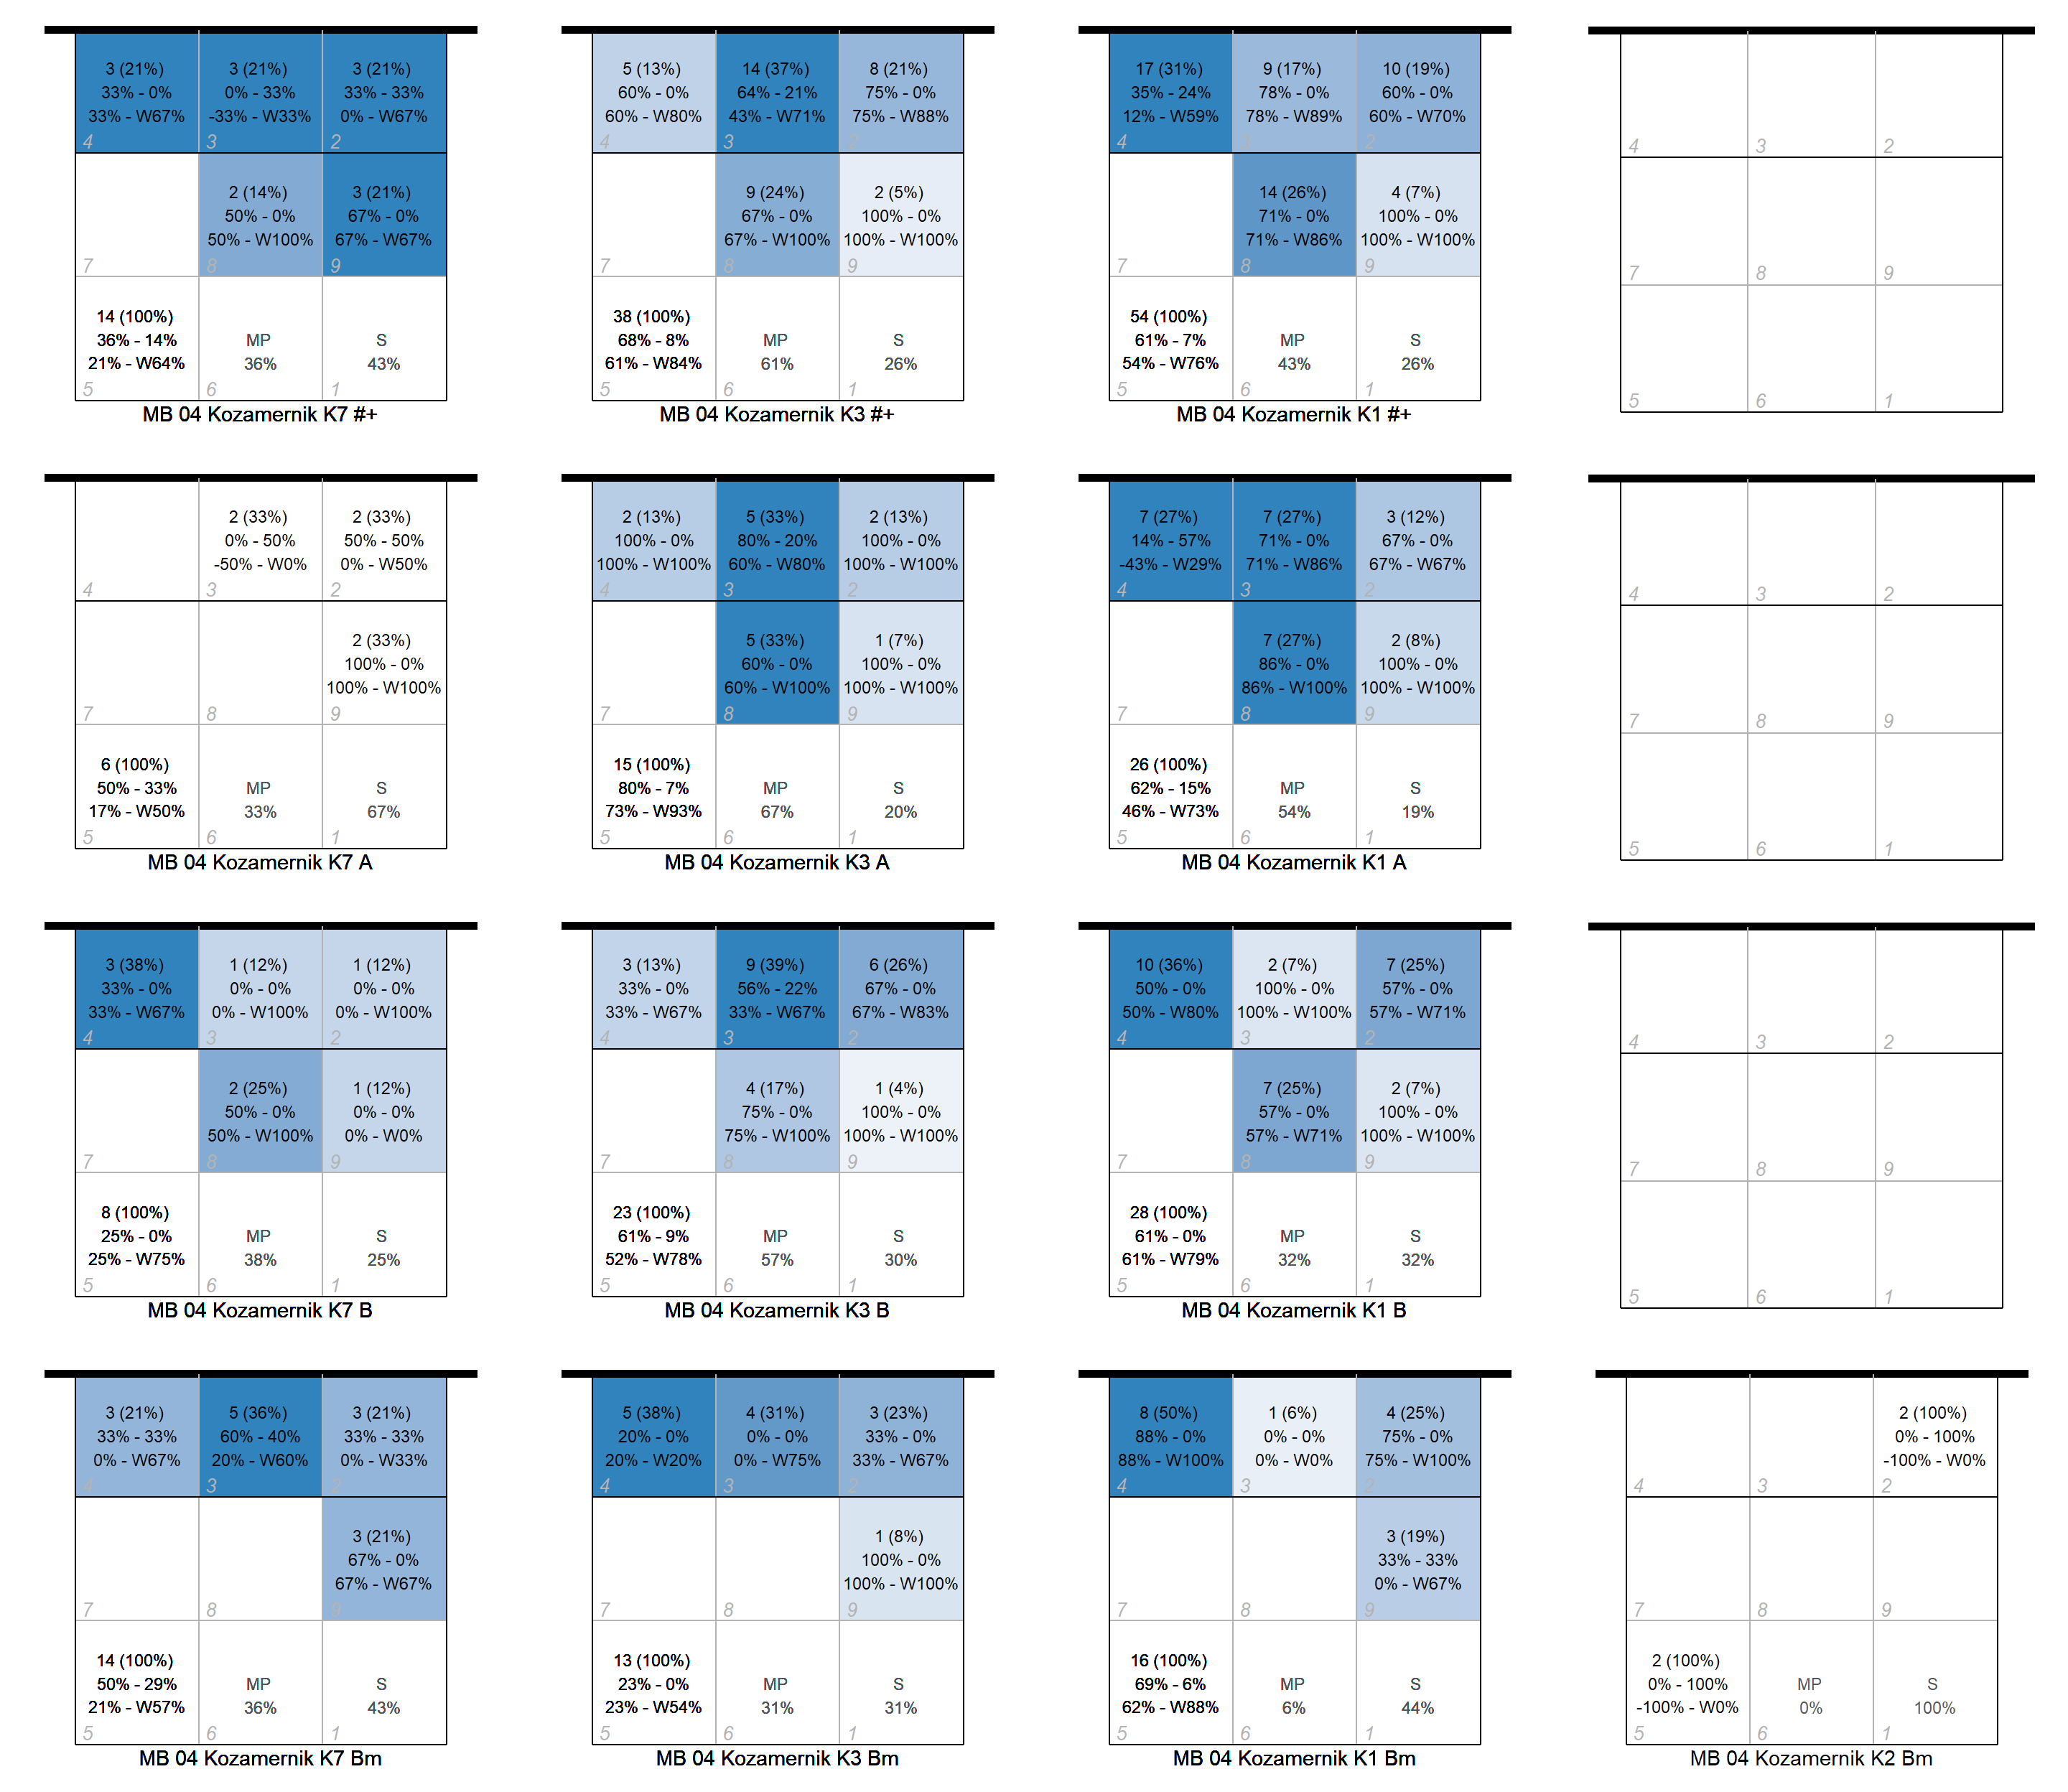 3 (21%)
33% - 0%
33% - W67%
4
3 (21%)
0% - 33%
-33% - W33%
3
3 (21%)
33% - 33%
0% - W67%
2
7
2 (14%)
50% - 0%
50% - W100%
8
3 (21%)
67% - 0%
67% - W67%
9
14 (100%)
36% - 14%
21% - W64%
5
MP
36%
6
S
43%
1
MB 04 Kozamernik K7 #+
5 (13%)
60% - 0%
60% - W80%
4
14 (37%)
64% - 21%
43% - W71%
3
8 (21%)
75% - 0%
75% - W88%
2
7
9 (24%)
67% - 0%
67% - W100%
8
2 (5%)
100% - 0%
100% - W100%
9
38 (100%)
68% - 8%
61% - W84%
5
MP
61%
6
S
26%
1
MB 04 Kozamernik K3 #+
17 (31%)
35% - 24%
12% - W59%
4
9 (17%)
78% - 0%
78% - W89%
3
10 (19%)
60% - 0%
60% - W70%
2
7
14 (26%)
71% - 0%
71% - W86%
8
4 (7%)
100% - 0%
100% - W100%
9
54 (100%)
61% - 7%
54% - W76%
5
MP
43%
6
S
26%
1
MB 04 Kozamernik K1 #+
4
3
2
7
8
9
5
6
1
4
2 (33%)
0% - 50%
-50% - W0%
3
2 (33%)
50% - 50%
0% - W50%
2
7
8
2 (33%)
100% - 0%
100% - W100%
9
6 (100%)
50% - 33%
17% - W50%
5
MP
33%
6
S
67%
1
MB 04 Kozamernik K7 A
2 (13%)
100% - 0%
100% - W100%
4
5 (33%)
80% - 20%
60% - W80%
3
2 (13%)
100% - 0%
100% - W100%
2
7
5 (33%)
60% - 0%
60% - W100%
8
1 (7%)
100% - 0%
100% - W100%
9
15 (100%)
80% - 7%
73% - W93%
5
MP
67%
6
S
20%
1
MB 04 Kozamernik K3 A
7 (27%)
14% - 57%
-43% - W29%
4
7 (27%)
71% - 0%
71% - W86%
3
3 (12%)
67% - 0%
67% - W67%
2
7
7 (27%)
86% - 0%
86% - W100%
8
2 (8%)
100% - 0%
100% - W100%
9
26 (100%)
62% - 15%
46% - W73%
5
MP
54%
6
S
19%
1
MB 04 Kozamernik K1 A
4
3
2
7
8
9
5
6
1
3 (38%)
33% - 0%
33% - W67%
4
1 (12%)
0% - 0%
0% - W100%
3
1 (12%)
0% - 0%
0% - W100%
2
7
2 (25%)
50% - 0%
50% - W100%
8
1 (12%)
0% - 0%
0% - W0%
9
8 (100%)
25% - 0%
25% - W75%
5
MP
38%
6
S
25%
1
MB 04 Kozamernik K7 B
3 (13%)
33% - 0%
33% - W67%
4
9 (39%)
56% - 22%
33% - W67%
3
6 (26%)
67% - 0%
67% - W83%
2
7
4 (17%)
75% - 0%
75% - W100%
8
1 (4%)
100% - 0%
100% - W100%
9
23 (100%)
61% - 9%
52% - W78%
5
MP
57%
6
S
30%
1
MB 04 Kozamernik K3 B
10 (36%)
50% - 0%
50% - W80%
4
2 (7%)
100% - 0%
100% - W100%
3
7 (25%)
57% - 0%
57% - W71%
2
7
7 (25%)
57% - 0%
57% - W71%
8
2 (7%)
100% - 0%
100% - W100%
9
28 (100%)
61% - 0%
61% - W79%
5
MP
32%
6
S
32%
1
MB 04 Kozamernik K1 B
4
3
2
7
8
9
5
6
1
3 (21%)
33% - 33%
0% - W67%
4
5 (36%)
60% - 40%
20% - W60%
3
3 (21%)
33% - 33%
0% - W33%
2
7
8
3 (21%)
67% - 0%
67% - W67%
9
14 (100%)
50% - 29%
21% - W57%
5
MP
36%
6
S
43%
1
MB 04 Kozamernik K7 Bm
5 (38%)
20% - 0%
20% - W20%
4
4 (31%)
0% - 0%
0% - W75%
3
3 (23%)
33% - 0%
33% - W67%
2
7
8
1 (8%)
100% - 0%
100% - W100%
9
13 (100%)
23% - 0%
23% - W54%
5
MP
31%
6
S
31%
1
MB 04 Kozamernik K3 Bm
8 (50%)
88% - 0%
88% - W100%
4
1 (6%)
0% - 0%
0% - W0%
3
4 (25%)
75% - 0%
75% - W100%
2
7
8
3 (19%)
33% - 33%
0% - W67%
9
16 (100%)
69% - 6%
62% - W88%
5
MP
6%
6
S
44%
1
MB 04 Kozamernik K1 Bm
4
3
2 (100%)
0% - 100%
-100% - W0%
2
7
8
9
2 (100%)
0% - 100%
-100% - W0%
5
MP
0%
6
S
100%
1
MB 04 Kozamernik K2 Bm